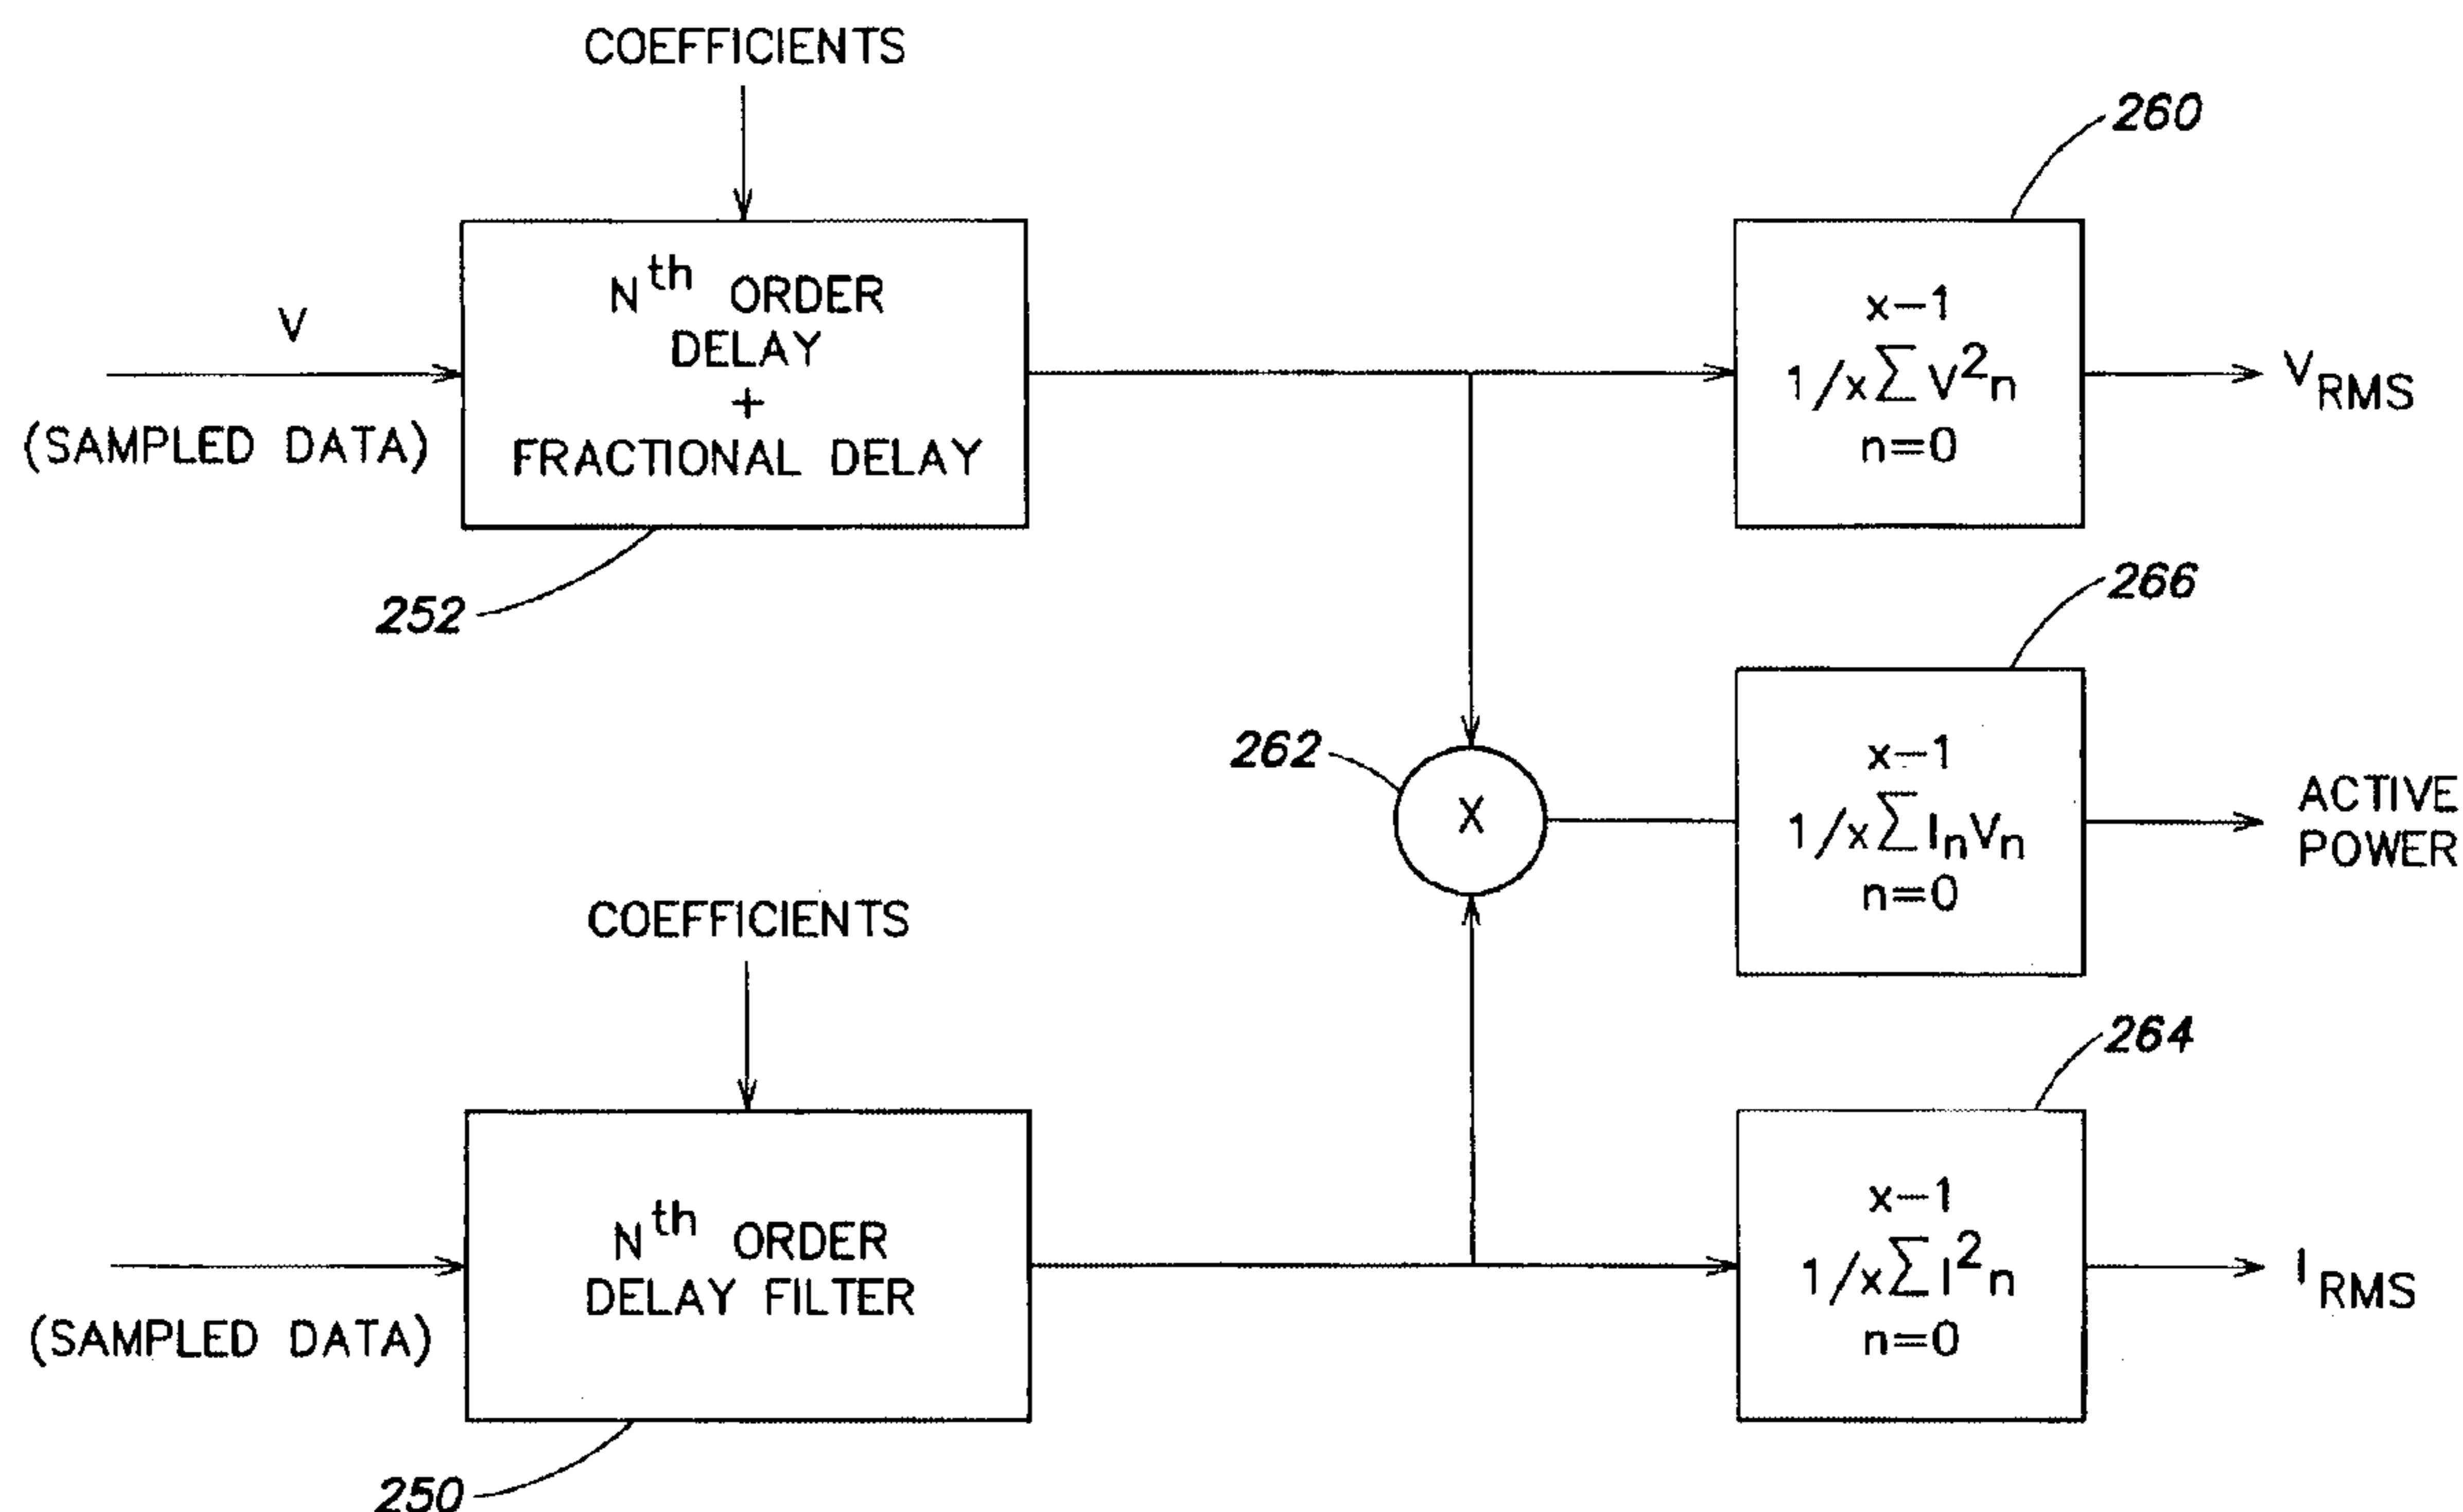 COEFFICIENTS
260
V
(SAMPLED DATA)
Nth ORDER
DELAY
+
FRACTIONAL DELAY
252
x-1
1/x∑V²n
n=0
VRMS
266
262
X
x-1
1/x∑InVn
n=0
ACTIVE
POWER
COEFFICIENTS
264
(SAMPLED DATA)
Nth ORDER
DELAY FILTER
250
x-1
1/x∑I²n
n=0
IRMS